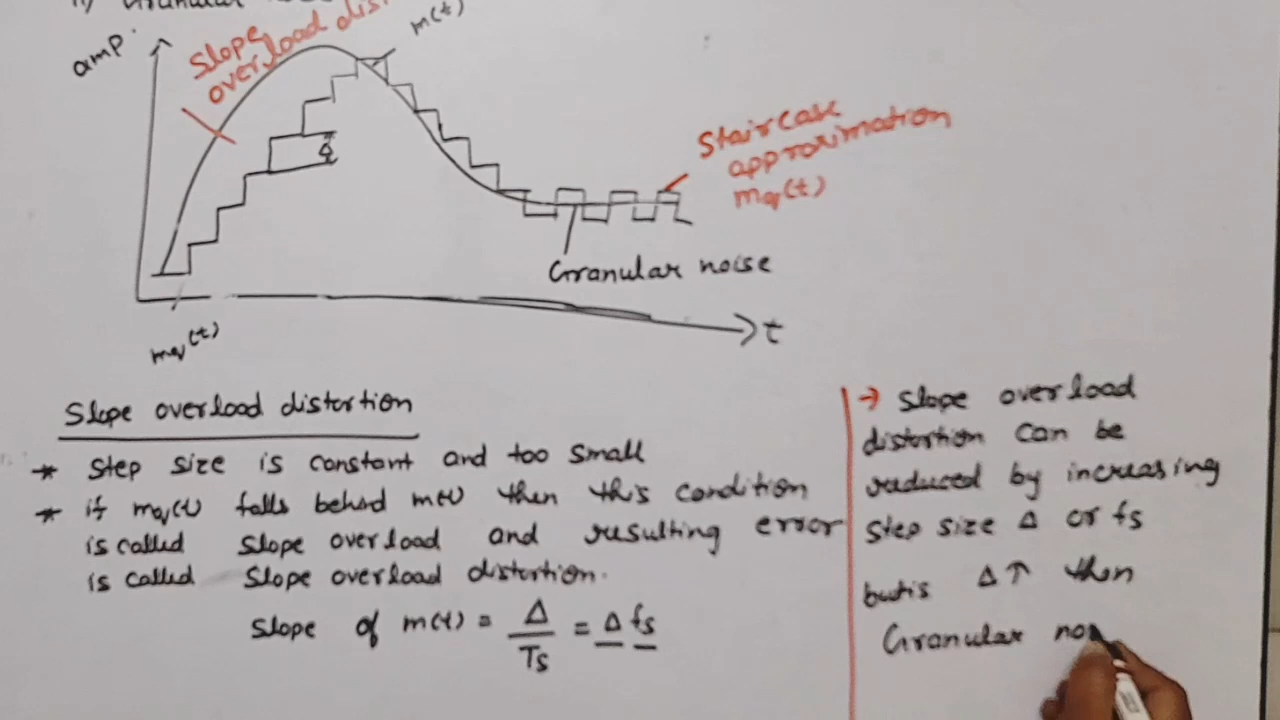 Granular
amp.
Slope
overload dis
m(t)
Δ
Staircase
approximation
mq(t)
Granular noise
t
mq(t)
Slope overload distortion
* Step size is constant and too small
* if mq(t) falls behind m(t) then this condition
is called slope overload and resulting error
is called slope overload distortion.
slope of m(t) = Δ/Ts = Δ fs
→ Slope overload
distortion can be
reduced by increasing
step size Δ or fs
Δ↑ then
Granular no